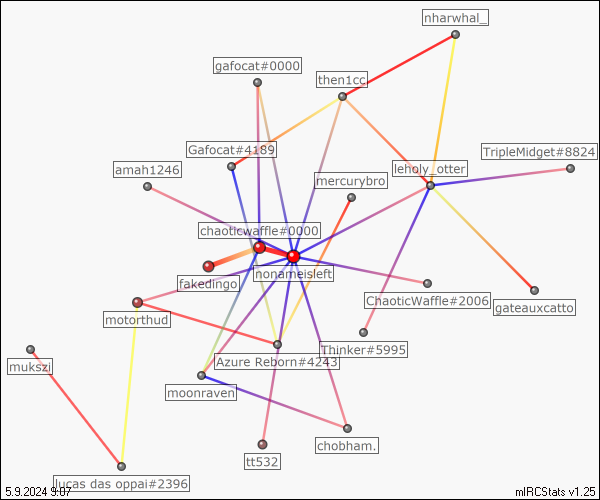 nharwhal_
gafocat#0000
then1cc
Gafocat#4189
TripleMidget#8824
amah1246
leholy_otter
mercurybro
chaoticwaffle#0000
nonameisleft
fakedingo
ChaoticWaffle#2006
gateauxcatto
motorthud
Thinker#5995
Azure Reborn#4243
mukszi
moonraven
chobham.
tt532
lucas das oppai#2396
5.9.2024 9:07
mIRCStats v1.25